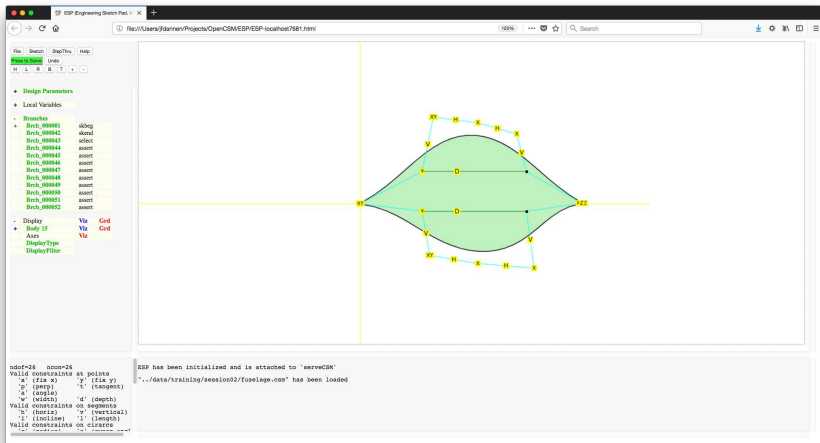 ESP (Engineering Sketch Pad, V
file:///Users/jfdannen/Projects/OpenCSM/ESP/ESP-localhost7681.html
100%
Search
File Sketch StepThru Help
Press to Solve Undo
H L R B T + -
+ Design Parameters
+ Local Variables
- Branches
+ Brch_000001 skbeg
Brch_000042 skend
Brch_000043 select
Brch_000044 assert
Brch_000045 assert
Brch_000046 assert
Brch_000047 assert
Brch_000048 assert
Brch_000049 assert
Brch_000050 assert
Brch_000051 assert
Brch_000052 assert
- Display Viz Grd
+ Body 15 Viz Grd
Axes Viz
DisplayType
DisplayFilter
XY H X H X
V V
Y D
XY
Y D
V V
XY H X H X
ndof=26 ncon=26
Valid constraints at points
'x' (fix x) 'y' (fix y)
'p' (perp) 't' (tangent)
'a' (angle)
'w' (width) 'd' (depth)
Valid constraints on segments
'h' (horiz) 'v' (vertical)
'i' (incline) 'l' (length)
Valid constraints on cirarcs
ESP has been initialized and is attached to 'serveCSM'
"../data/training/session02/fuselage.csm" has been loaded